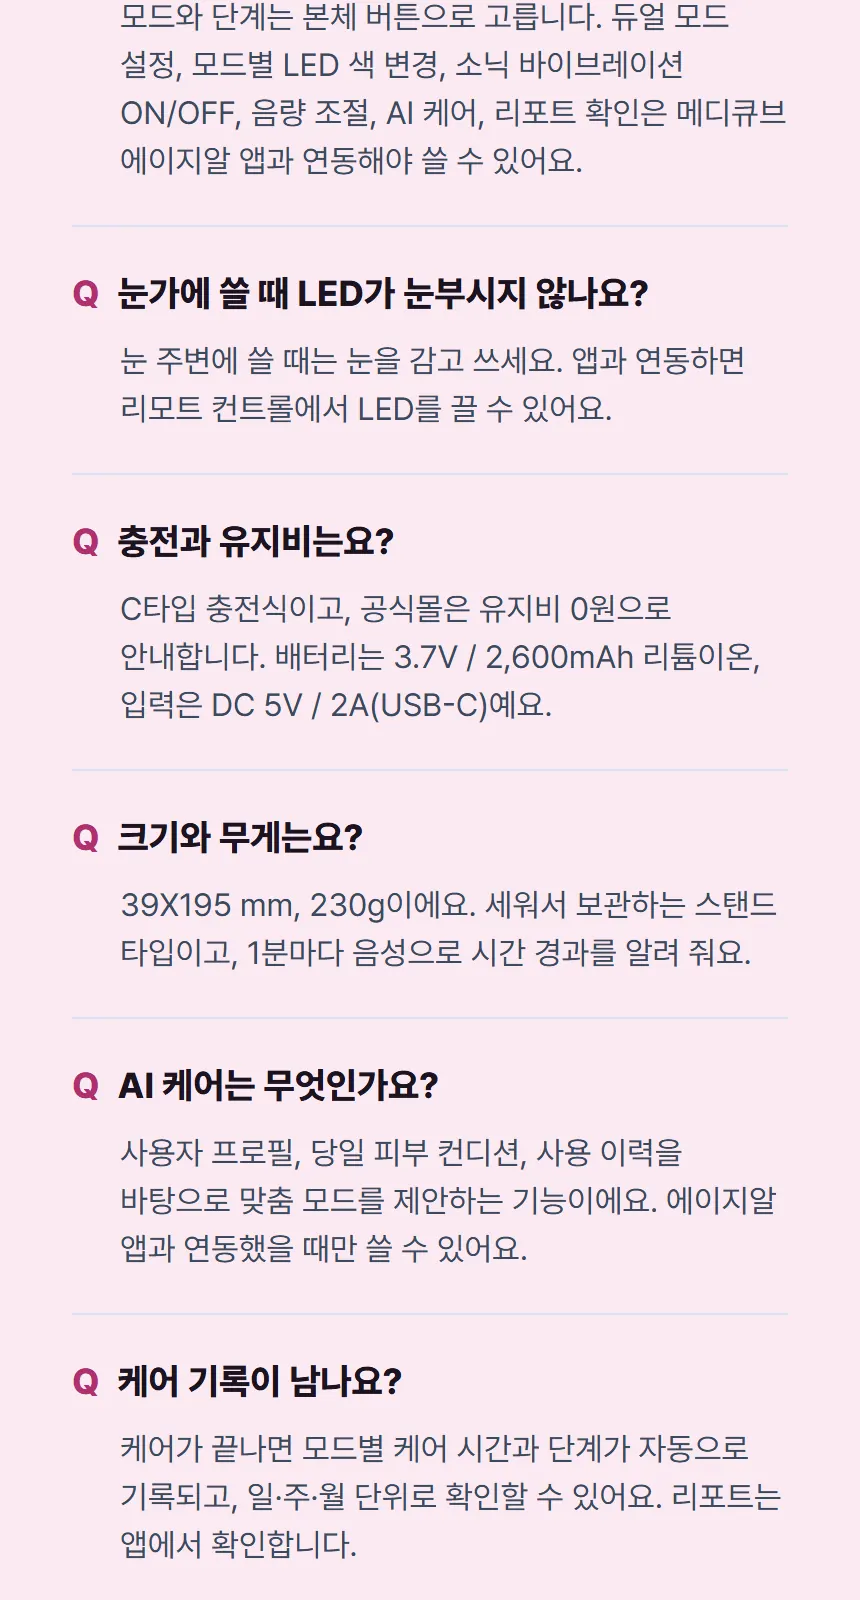 모드와 단계는 본체 버튼으로 고릅니다. 듀얼 모드
설정, 모드별 LED 색 변경, 소닉 바이브레이션
ON/OFF, 음량 조절, AI 케어, 리포트 확인은 메디큐브
에이지알 앱과 연동해야 쓸 수 있어요.
Q 눈가에 쓸 때 LED가 눈부시지 않나요?
눈 주변에 쓸 때는 눈을 감고 쓰세요. 앱과 연동하면
리모트 컨트롤에서 LED를 끌 수 있어요.
Q 충전과 유지비는요?
C타입 충전식이고, 공식몰은 유지비 0원으로
안내합니다. 배터리는 3.7V / 2,600mAh 리튬이온,
입력은 DC 5V / 2A(USB-C)예요.
Q 크기와 무게는요?
39X195 mm, 230g이에요. 세워서 보관하는 스탠드
타입이고, 1분마다 음성으로 시간 경과를 알려 줘요.
Q AI 케어는 무엇인가요?
사용자 프로필, 당일 피부 컨디션, 사용 이력을
바탕으로 맞춤 모드를 제안하는 기능이에요. 에이지알
앱과 연동했을 때만 쓸 수 있어요.
Q 케어 기록이 남나요?
케어가 끝나면 모드별 케어 시간과 단계가 자동으로
기록되고, 일·주·월 단위로 확인할 수 있어요. 리포트는
앱에서 확인합니다.